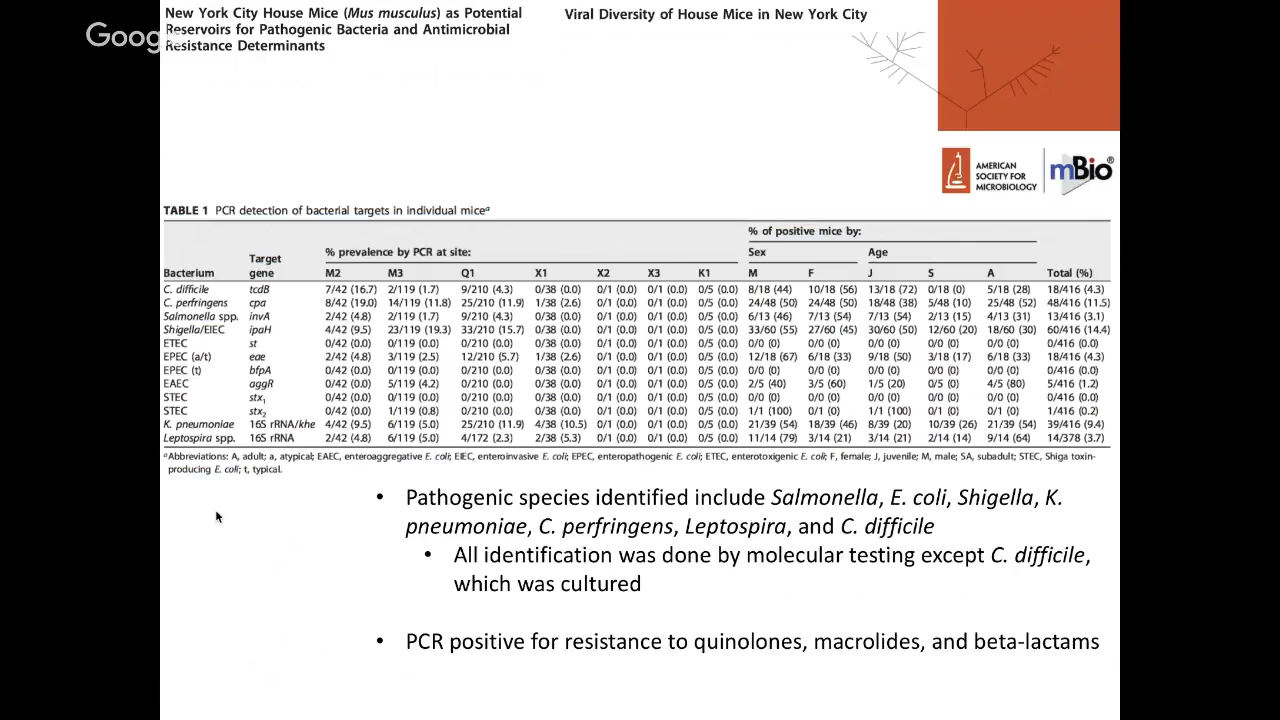 New York City House Mice (Mus musculus) as Potential
Reservoirs for Pathogenic Bacteria and Antimicrobial
Resistance Determinants
Viral Diversity of House Mice in New York City
Goog
AMERICAN
SOCIETY FOR
MICROBIOLOGY
mBio®
TABLE 1 PCR detection of bacterial targets in individual miceᵃ
% of positive mice by:
% prevalence by PCR at site: Sex Age
Bacterium Target gene M2 M3 Q1 X1 X2 X3 K1 M F J S A Total (%)
C. difficile tcdB 7/42 (16.7) 2/119 (1.7) 9/210 (4.3) 0/38 (0.0) 0/1 (0.0) 0/1 (0.0) 0/5 (0.0) 8/18 (44) 10/18 (56) 13/18 (72) 0/18 (0) 5/18 (28) 18/416 (4.3)
C. perfringens cpa 8/42 (19.0) 14/119 (11.8) 25/210 (11.9) 1/38 (2.6) 0/1 (0.0) 0/1 (0.0) 0/5 (0.0) 24/48 (50) 24/48 (50) 18/48 (38) 5/48 (10) 25/48 (52) 48/416 (11.5)
Salmonella spp. invA 2/42 (4.8) 2/119 (1.7) 9/210 (4.3) 0/38 (0.0) 0/1 (0.0) 0/1 (0.0) 0/5 (0.0) 6/13 (46) 7/13 (54) 7/13 (54) 2/13 (15) 4/13 (31) 13/416 (3.1)
Shigella/EIEC ipaH 4/42 (9.5) 23/119 (19.3) 33/210 (15.7) 0/38 (0.0) 0/1 (0.0) 0/1 (0.0) 0/5 (0.0) 33/60 (55) 27/60 (45) 30/60 (50) 12/60 (20) 18/60 (30) 60/416 (14.4)
ETEC st 0/42 (0.0) 0/119 (0.0) 0/210 (0.0) 0/38 (0.0) 0/1 (0.0) 0/1 (0.0) 0/5 (0.0) 0/0 (0) 0/0 (0) 0/0 (0) 0/0 (0) 0/0 (0) 0/416 (0.0)
EPEC (a/t) eae 2/42 (4.8) 3/119 (2.5) 12/210 (5.7) 1/38 (2.6) 0/1 (0.0) 0/1 (0.0) 0/5 (0.0) 12/18 (67) 6/18 (33) 9/18 (50) 3/18 (17) 6/18 (33) 18/416 (4.3)
EPEC (t) bfpA 0/42 (0.0) 0/119 (0.0) 0/210 (0.0) 0/38 (0.0) 0/1 (0.0) 0/1 (0.0) 0/5 (0.0) 0/0 (0) 0/0 (0) 0/0 (0) 0/0 (0) 0/0 (0) 0/416 (0.0)
EAEC aggR 0/42 (0.0) 5/119 (4.2) 0/210 (0.0) 0/38 (0.0) 0/1 (0.0) 0/1 (0.0) 0/5 (0.0) 2/5 (40) 3/5 (60) 1/5 (20) 0/5 (0) 4/5 (80) 5/416 (1.2)
STEC stx₁ 0/42 (0.0) 0/119 (0.0) 0/210 (0.0) 0/38 (0.0) 0/1 (0.0) 0/1 (0.0) 0/5 (0.0) 0/0 (0) 0/0 (0) 0/0 (0) 0/0 (0) 0/0 (0) 0/416 (0.0)
STEC stx₂ 0/42 (0.0) 1/119 (0.8) 0/210 (0.0) 0/38 (0.0) 0/1 (0.0) 0/1 (0.0) 0/5 (0.0) 1/1 (100) 0/1 (0) 1/1 (100) 0/1 (0) 0/1 (0) 1/416 (0.2)
K. pneumoniae 16S rRNA/khe 4/42 (9.5) 6/119 (5.0) 25/210 (11.9) 4/38 (10.5) 0/1 (0.0) 0/1 (0.0) 0/5 (0.0) 21/39 (54) 18/39 (46) 8/39 (20) 10/39 (26) 21/39 (54) 39/416 (9.4)
Leptospira spp. 16S rRNA 2/42 (4.8) 6/119 (5.0) 4/172 (2.3) 2/38 (5.3) 0/1 (0.0) 0/1 (0.0) 0/5 (0.0) 11/14 (79) 3/14 (21) 3/14 (21) 2/14 (14) 9/14 (64) 14/378 (3.7)
ᵃAbbreviations: A, adult; a, atypical; EAEC, enteroaggregative E. coli; EIEC, enteroinvasive E. coli; EPEC, enteropathogenic E. coli; ETEC, enterotoxigenic E. coli; F, female; J, juvenile; M, male; SA, subadult; STEC, Shiga toxin-
producing E. coli; t, typical.
• Pathogenic species identified include Salmonella, E. coli, Shigella, K.
pneumoniae, C. perfringens, Leptospira, and C. difficile
• All identification was done by molecular testing except C. difficile,
which was cultured
• PCR positive for resistance to quinolones, macrolides, and beta-lactams